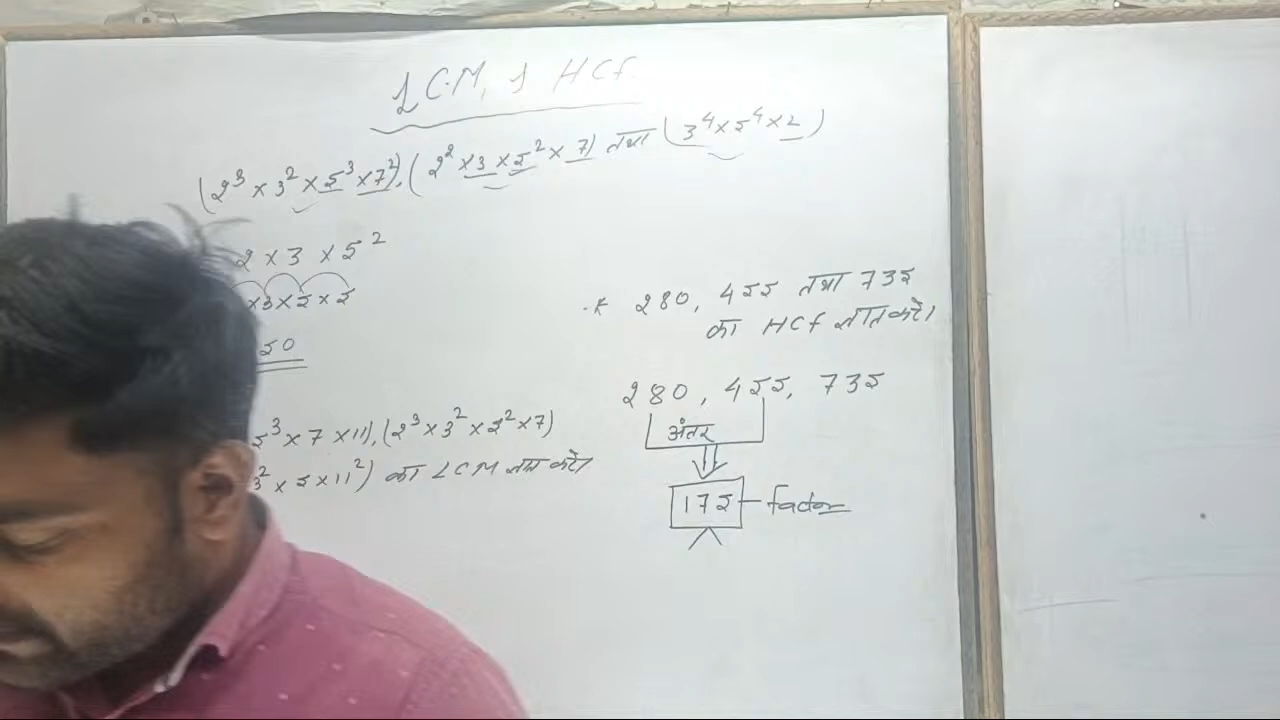 LCM, 1 HCf
(2³ × 3² × 5³ × 7²), (2² × 3 × 5² × 7) तथा (3⁴ × 5⁴ × 2)
2 × 3 × 5²
×3×5×5
50
5³ × 7 × 11), (2³ × 3² × 5² × 7)
3² × 5 × 11²) का LCM ज्ञात करें।
* 280, 455 तथा 735
का HCf ज्ञात करें।
280, 455, 735
अंतर
175 — factor